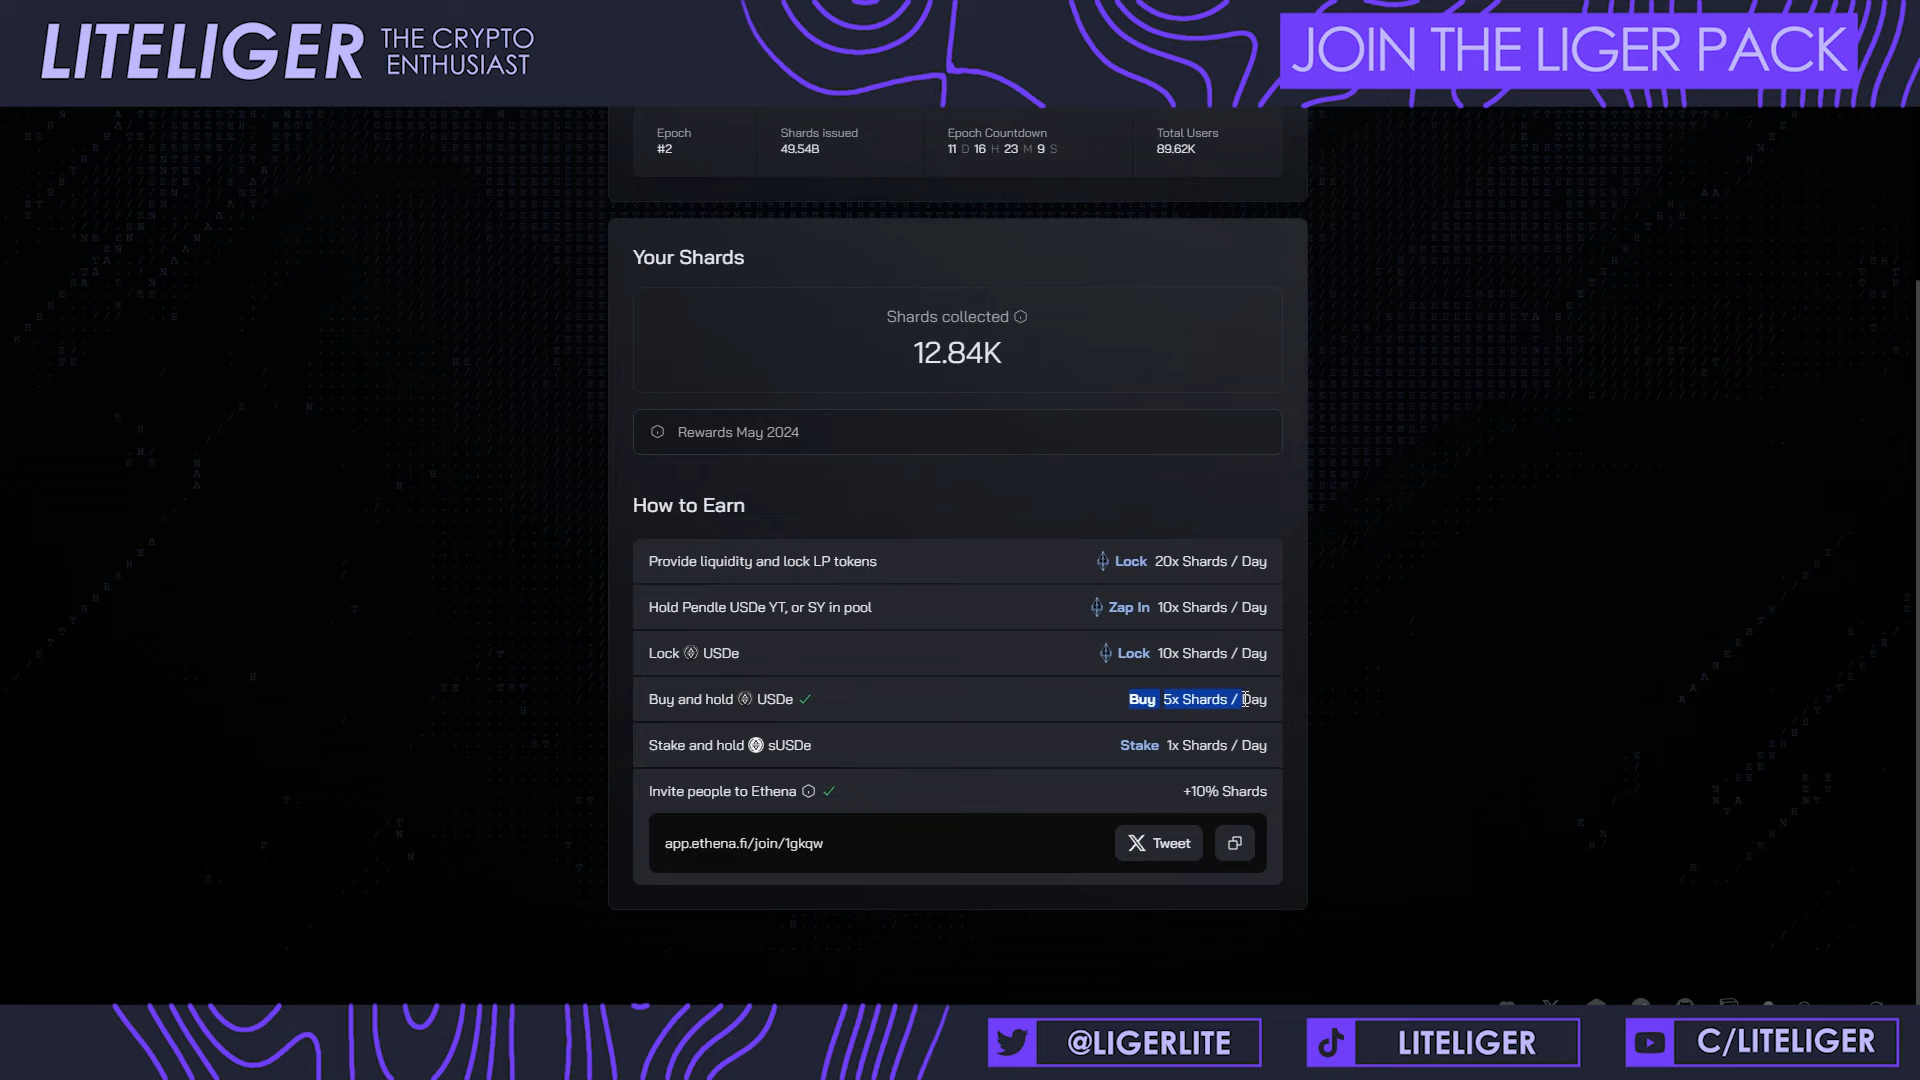 LITELIGER THE CRYPTO ENTHUSIAST
JOIN THE LIGER PACK
Epoch
#2
Shards issued
49.54B
Epoch Countdown
11 D 16 H 23 M 9 S
Total Users
89.62K
Your Shards
Shards collected
12.84K
Rewards May 2024
How to Earn
Provide liquidity and lock LP tokens Lock 20x Shards / Day
Hold Pendle USDe YT, or SY in pool Zap In 10x Shards / Day
Lock USDe Lock 10x Shards / Day
Buy and hold USDe Buy 5x Shards / Day
Stake and hold sUSDe Stake 1x Shards / Day
Invite people to Ethena +10% Shards
app.ethena.fi/join/1gkqw Tweet
@LIGERLITE
LITELIGER
C/LITELIGER